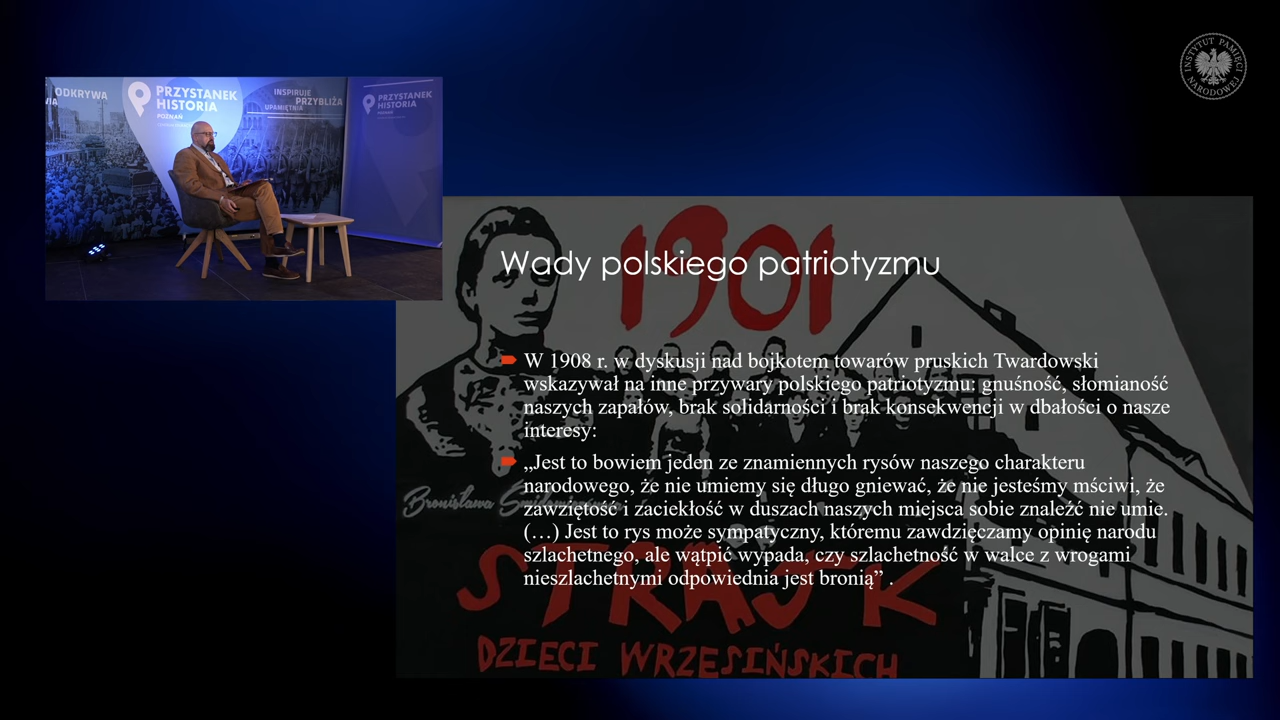 ODKRYWA
PRZYSTANEK
HISTORIA
POZNAŃ
INSPIRUJE
PRZYBLIŻA
UPAMIĘTNIA
PRZYSTANEK
HISTORIA
POZNAŃ
INSTYTUT PAMIĘCI
NARODOWEJ
1901
Wady polskiego patriotyzmu
W 1908 r. w dyskusji nad bojkotem towarów pruskich Twardowski
wskazywał na inne przywary polskiego patriotyzmu: gnuśność, słomianość
naszych zapałów, brak solidarności i brak konsekwencji w dbałości o nasze
interesy:
„Jest to bowiem jeden ze znamiennych rysów naszego charakteru
narodowego, że nie umiemy się długo gniewać, że nie jesteśmy mściwi, że
zawziętość i zaciekłość w duszach naszych miejsca sobie znaleźć nie umie.
(…) Jest to rys może sympatyczny, któremu zawdzięczamy opinię narodu
szlachetnego, ale wątpić wypada, czy szlachetność w walce z wrogami
nieszlachetnymi odpowiednia jest bronią” .
Bronisława
STRAJK
DZIECI WRZESIŃSKICH